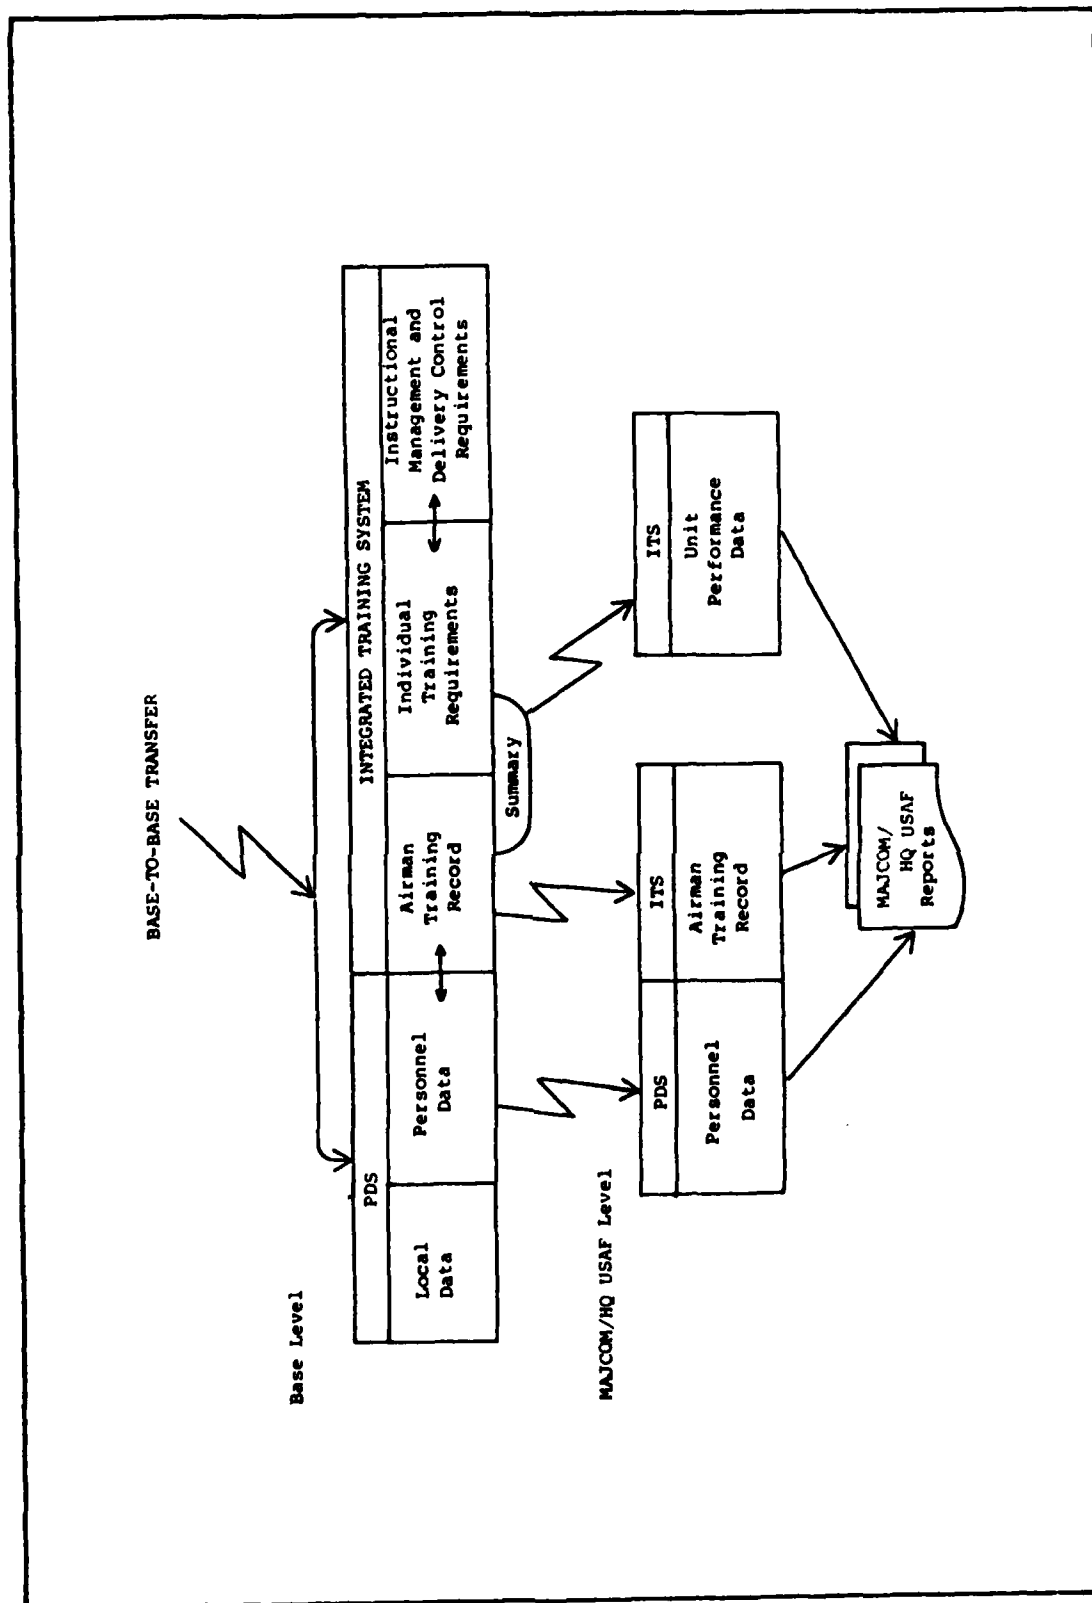 BASE-TO-BASE TRANSFER
Base Level
PDS
INTEGRATED TRAINING SYSTEM
Local
Data
Personnel
Data
Airman
Training
Record
Individual
Training
Requirements
Instructional
Management and
Delivery Control
Requirements
Summary
MAJCOM/HQ USAF Level
PDS
ITS
Personnel
Data
Airman
Training
Record
ITS
Unit
Performance
Data
MAJCOM/
HQ USAF
Reports